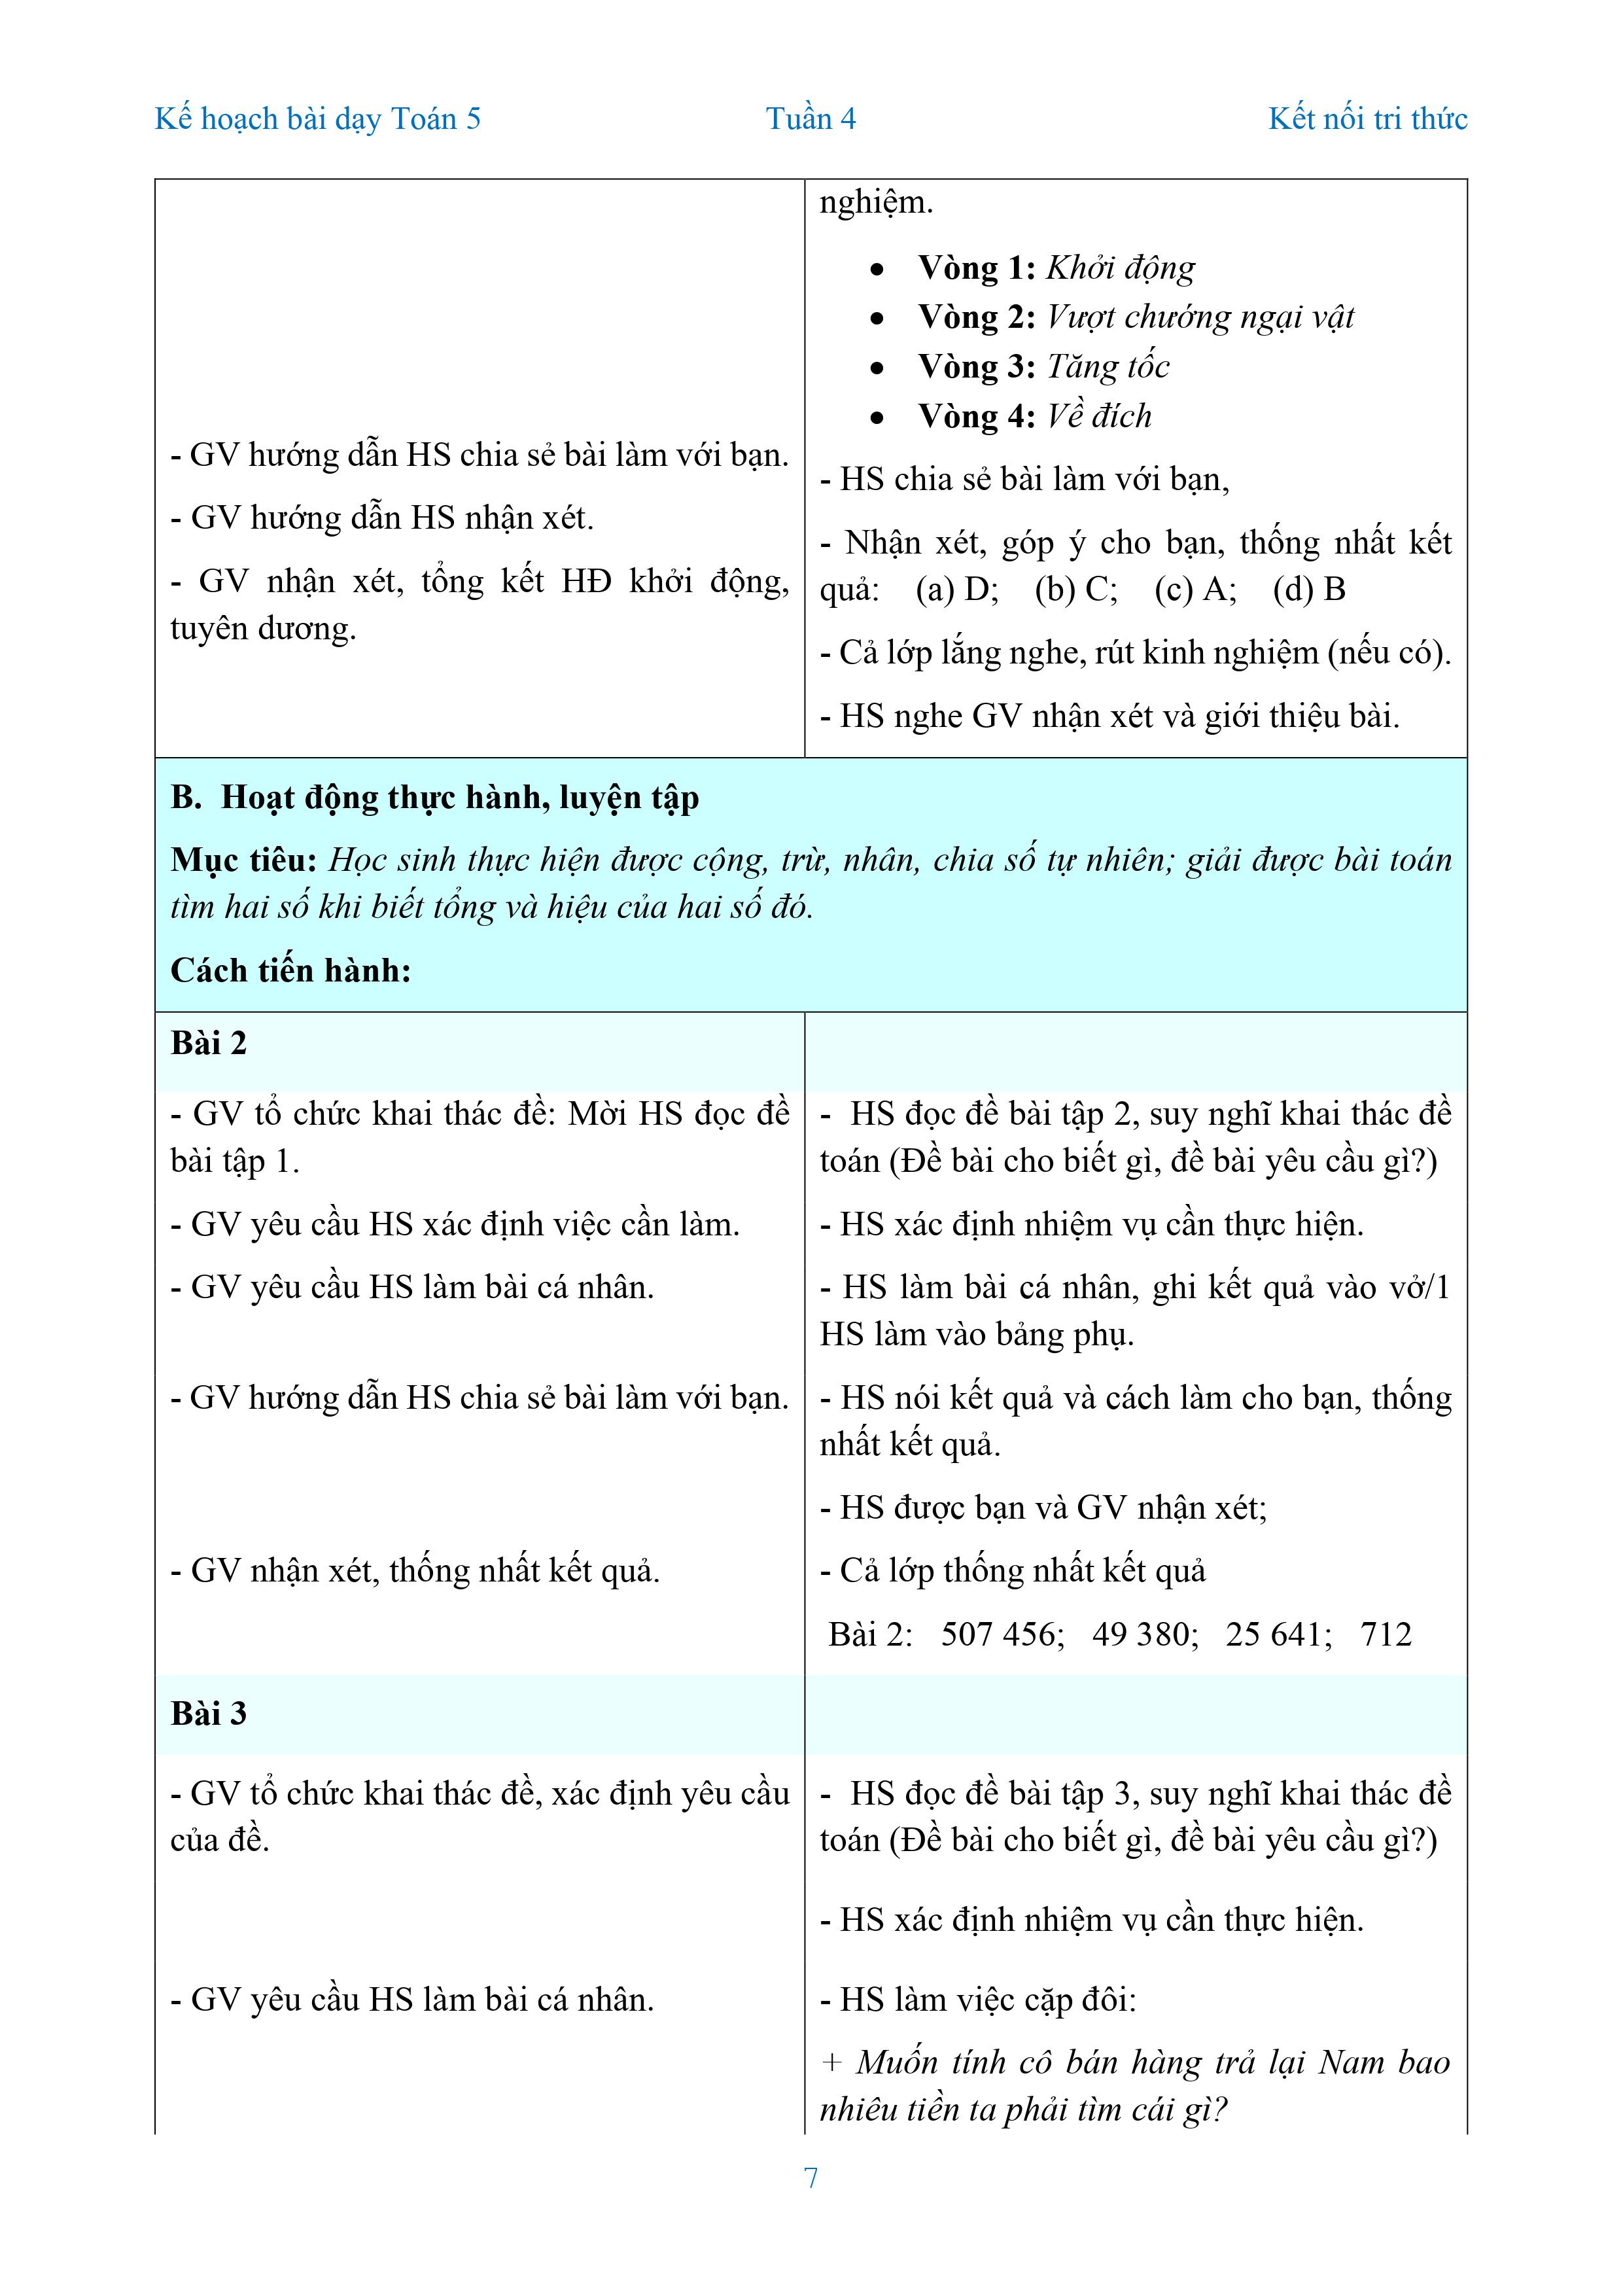 Kế hoạch bài dạy Toán 5 Tuần 4 Kết nối tri thức
- GV hướng dẫn HS chia sẻ bài làm với bạn.
- GV hướng dẫn HS nhận xét.
- GV nhận xét, tổng kết HĐ khởi động,
tuyên dương.
nghiệm.
• Vòng 1: Khởi động
• Vòng 2: Vượt chướng ngại vật
• Vòng 3: Tăng tốc
• Vòng 4: Về đích
- HS chia sẻ bài làm với bạn,
- Nhận xét, góp ý cho bạn, thống nhất kết
quả: (a) D; (b) C; (c) A; (d) B
- Cả lớp lắng nghe, rút kinh nghiệm (nếu có).
- HS nghe GV nhận xét và giới thiệu bài.
B. Hoạt động thực hành, luyện tập
Mục tiêu: Học sinh thực hiện được cộng, trừ, nhân, chia số tự nhiên; giải được bài toán
tìm hai số khi biết tổng và hiệu của hai số đó.
Cách tiến hành:
Bài 2
- GV tổ chức khai thác đề: Mời HS đọc đề
bài tập 1.
- GV yêu cầu HS xác định việc cần làm.
- GV yêu cầu HS làm bài cá nhân.
- GV hướng dẫn HS chia sẻ bài làm với bạn.
- GV nhận xét, thống nhất kết quả.
- HS đọc đề bài tập 2, suy nghĩ khai thác đề
toán (Đề bài cho biết gì, đề bài yêu cầu gì?)
- HS xác định nhiệm vụ cần thực hiện.
- HS làm bài cá nhân, ghi kết quả vào vở/1
HS làm vào bảng phụ.
- HS nói kết quả và cách làm cho bạn, thống
nhất kết quả.
- HS được bạn và GV nhận xét;
- Cả lớp thống nhất kết quả
Bài 2: 507 456; 49 380; 25 641; 712
Bài 3
- GV tổ chức khai thác đề, xác định yêu cầu
của đề.
- GV yêu cầu HS làm bài cá nhân.
- HS đọc đề bài tập 3, suy nghĩ khai thác đề
toán (Đề bài cho biết gì, đề bài yêu cầu gì?)
- HS xác định nhiệm vụ cần thực hiện.
- HS làm việc cặp đôi:
+ Muốn tính cô bán hàng trả lại Nam bao
nhiêu tiền ta phải tìm cái gì?
7